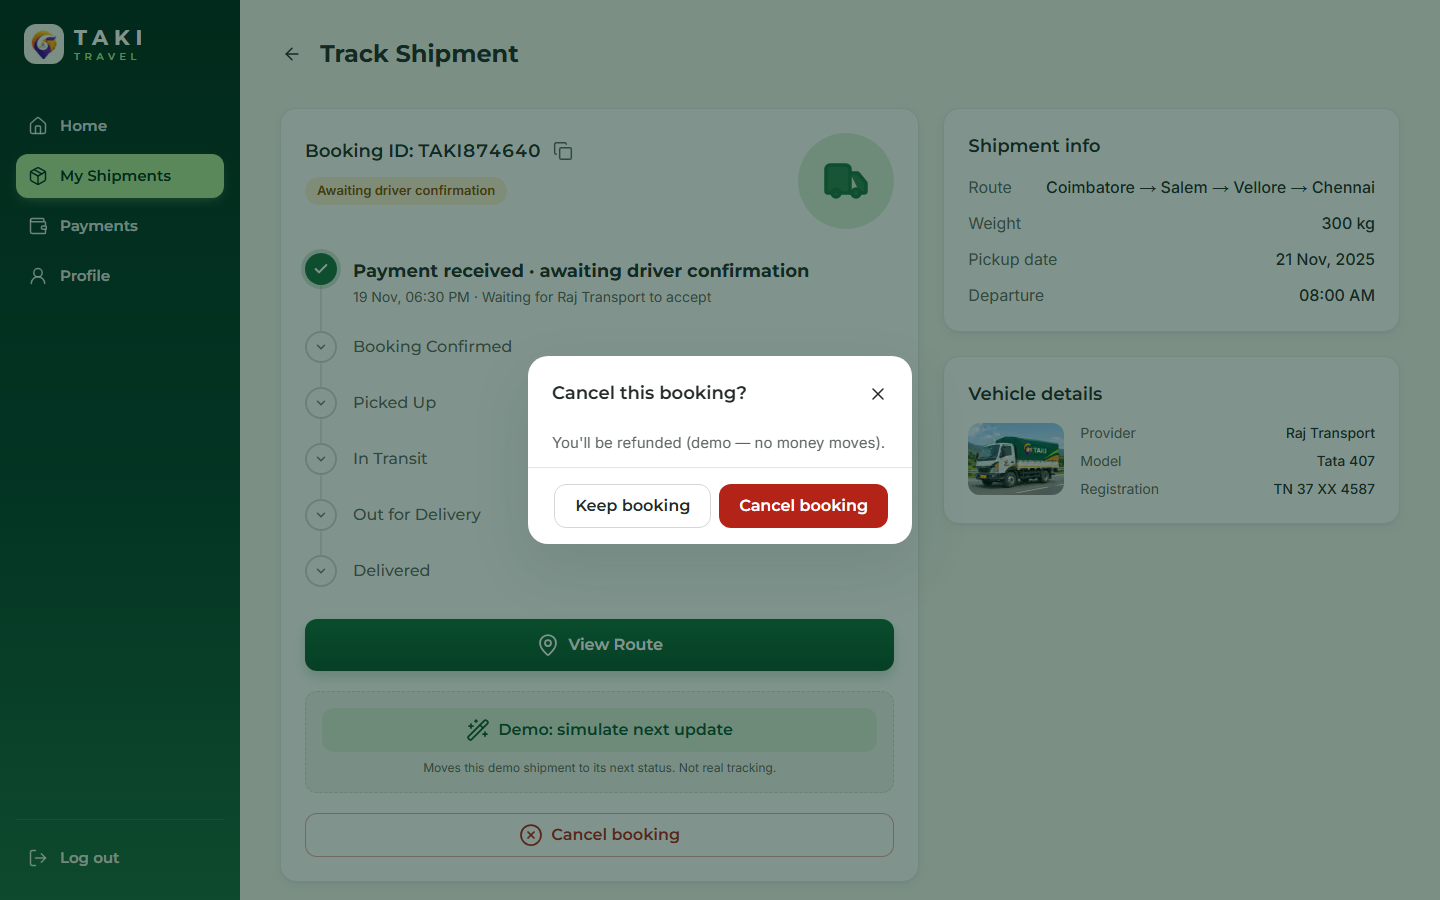 TAKI
TRAVEL
Home
My Shipments
Payments
Profile
Log out
Track Shipment
Booking ID: TAKI874640
Awaiting driver confirmation
Payment received · awaiting driver confirmation
19 Nov, 06:30 PM · Waiting for Raj Transport to accept
Booking Confirmed
Picked Up
In Transit
Out for Delivery
Delivered
View Route
Demo: simulate next update
Moves this demo shipment to its next status. Not real tracking.
Cancel booking
Cancel this booking?
You'll be refunded (demo — no money moves).
Keep booking
Cancel booking
Shipment info
Route Coimbatore → Salem → Vellore → Chennai
Weight 300 kg
Pickup date 21 Nov, 2025
Departure 08:00 AM
Vehicle details
TAKI
Provider Raj Transport
Model Tata 407
Registration TN 37 XX 4587